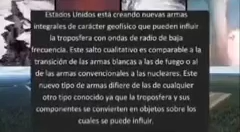 Estados Unidos está creando nuevas armas
integrales de carácter geofísico que pueden influir
la troposfera con ondas de radio de baja
frecuencia. Este salto cualitativo es comparable a la
transición de las armas blancas a las de fuego o al
de las armas convencionales a las nucleares. Este
nuevo tipo de armas difiere de las de cualquier
otro tipo conocido ya que la troposfera y sus
componentes se convierten en objetos sobre los
cuales se puede influir.